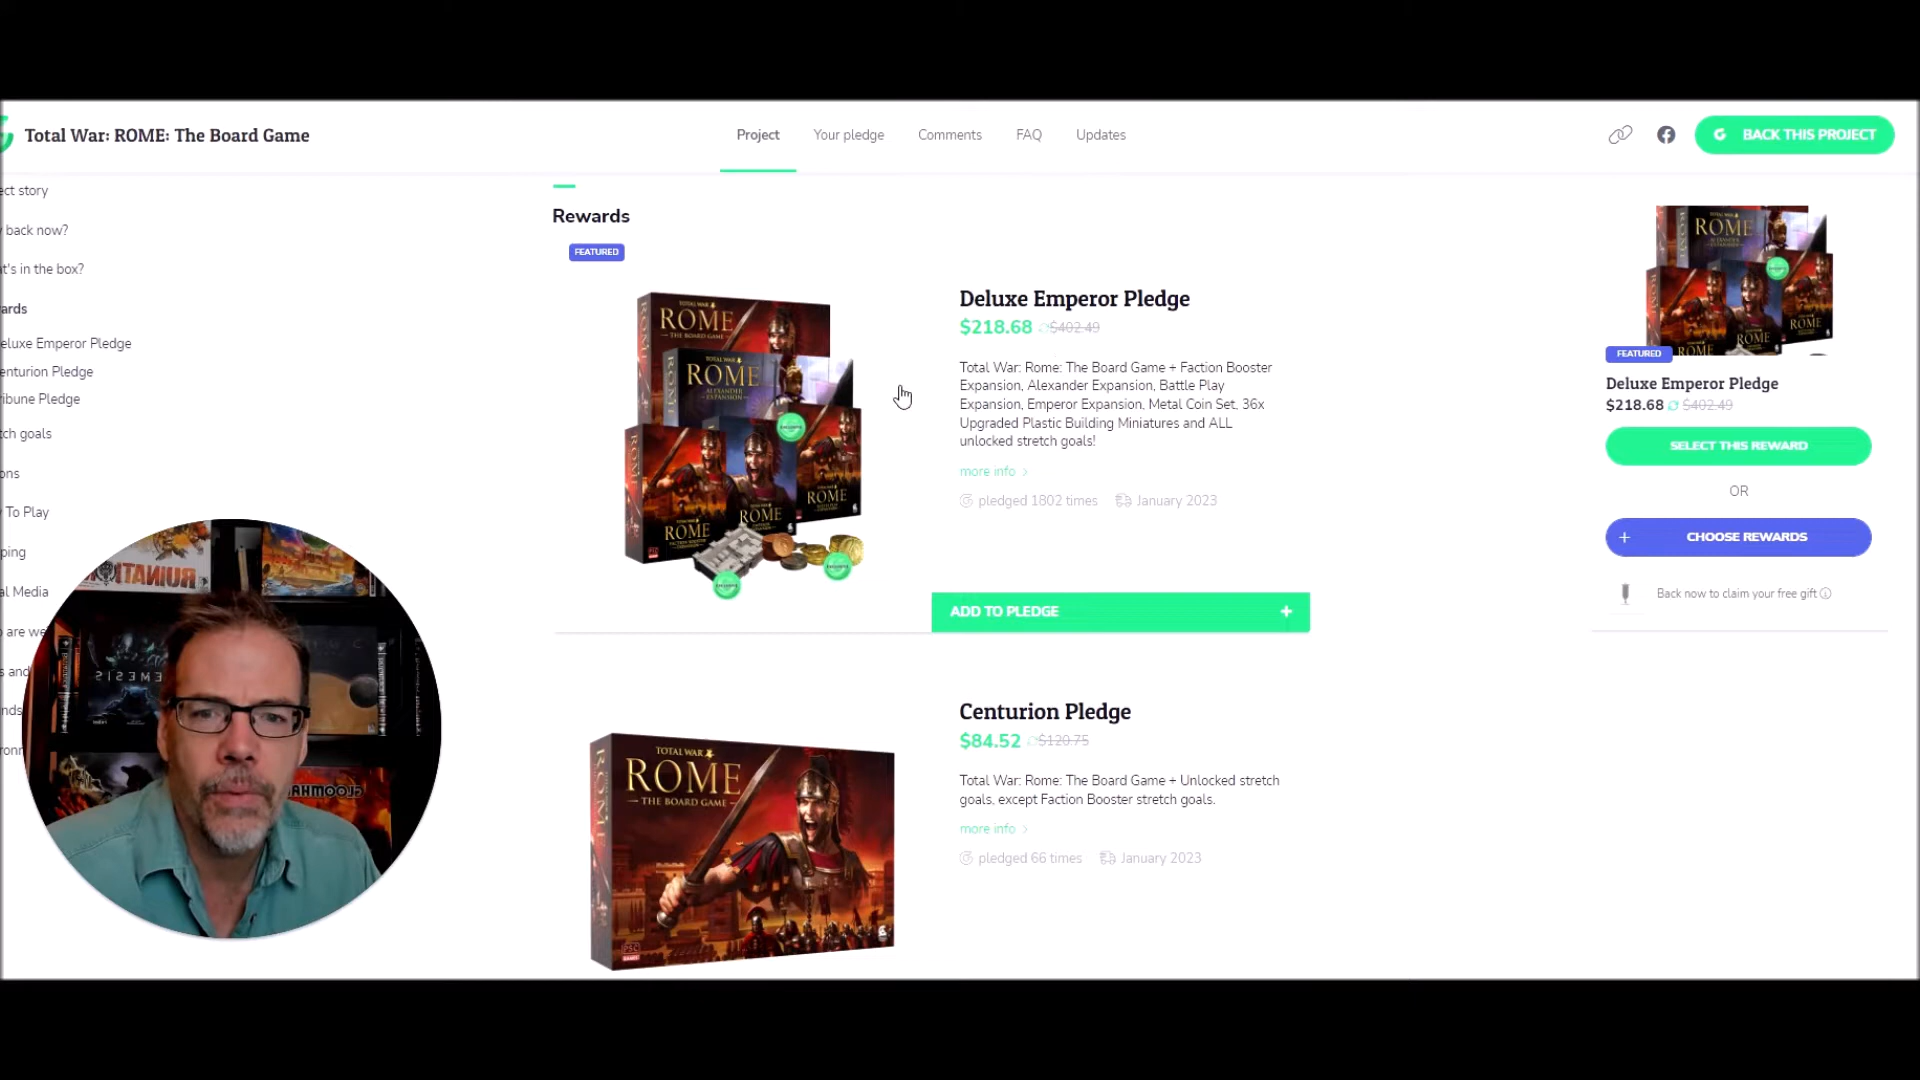 Total War: ROME: The Board Game
Project
Your pledge
Comments
FAQ
Updates
BACK THIS PROJECT
ect story
back now?
t's in the box?
ards
eluxe Emperor Pledge
enturion Pledge
ribune Pledge
tch goals
ons
To Play
ping
al Media
are we
s and
nds
Rewards
FEATURED
TOTAL WAR
ROME
THE BOARD GAME
TOTAL WAR
ROME
ALEXANDER EXPANSION
ROME
ROME
ROME
Deluxe Emperor Pledge
$218.68 $402.49
Total War: Rome: The Board Game + Faction Booster
Expansion, Alexander Expansion, Battle Play
Expansion, Emperor Expansion, Metal Coin Set, 36x
Upgraded Plastic Building Miniatures and ALL
unlocked stretch goals!
more info >
pledged 1802 times January 2023
ADD TO PLEDGE +
TOTAL WAR
ROME
THE BOARD GAME
Centurion Pledge
$84.52 $120.75
Total War: Rome: The Board Game + Unlocked stretch
goals, except Faction Booster stretch goals.
more info >
pledged 66 times January 2023
ROME
ROME
ROME
FEATURED
Deluxe Emperor Pledge
$218.68 $402.49
SELECT THIS REWARD
OR
+ CHOOSE REWARDS
Back now to claim your free gift